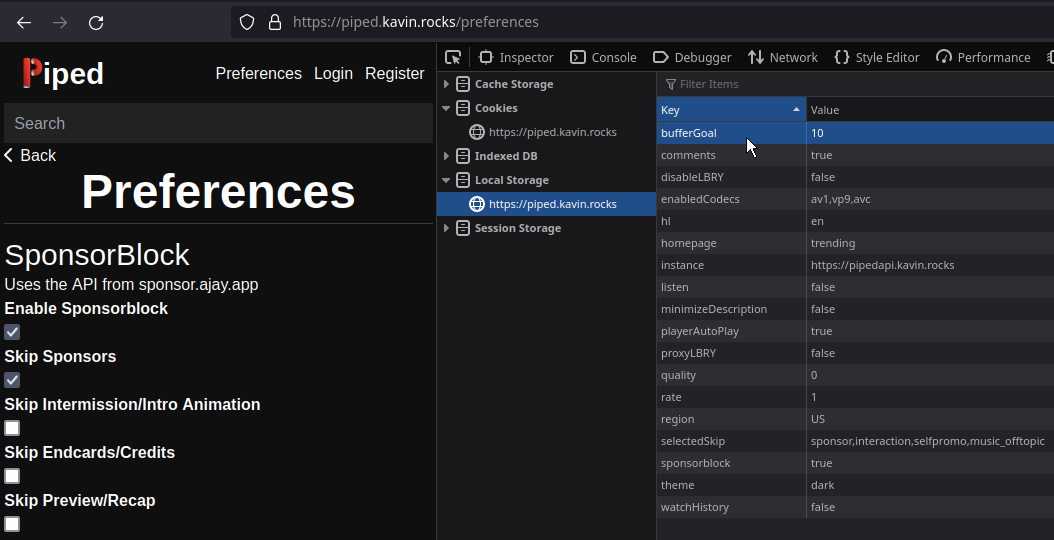 https://piped.kavin.rocks/preferences
Piped
Preferences Login Register
Search
Back
Preferences
SponsorBlock
Uses the API from sponsor.ajay.app
Enable Sponsorblock
Skip Sponsors
Skip Intermission/Intro Animation
Skip Endcards/Credits
Skip Preview/Recap
Inspector Console Debugger Network Style Editor Performance
Cache Storage
Cookies
https://piped.kavin.rocks
Indexed DB
Local Storage
https://piped.kavin.rocks
Session Storage
Filter Items
Key Value
bufferGoal 10
comments true
disableLBRY false
enabledCodecs av1,vp9,avc
hl en
homepage trending
instance https://pipedapi.kavin.rocks
listen false
minimizeDescription false
playerAutoPlay true
proxyLBRY false
quality 0
rate 1
region US
selectedSkip sponsor,interaction,selfpromo,music_offtopic
sponsorblock true
theme dark
watchHistory false